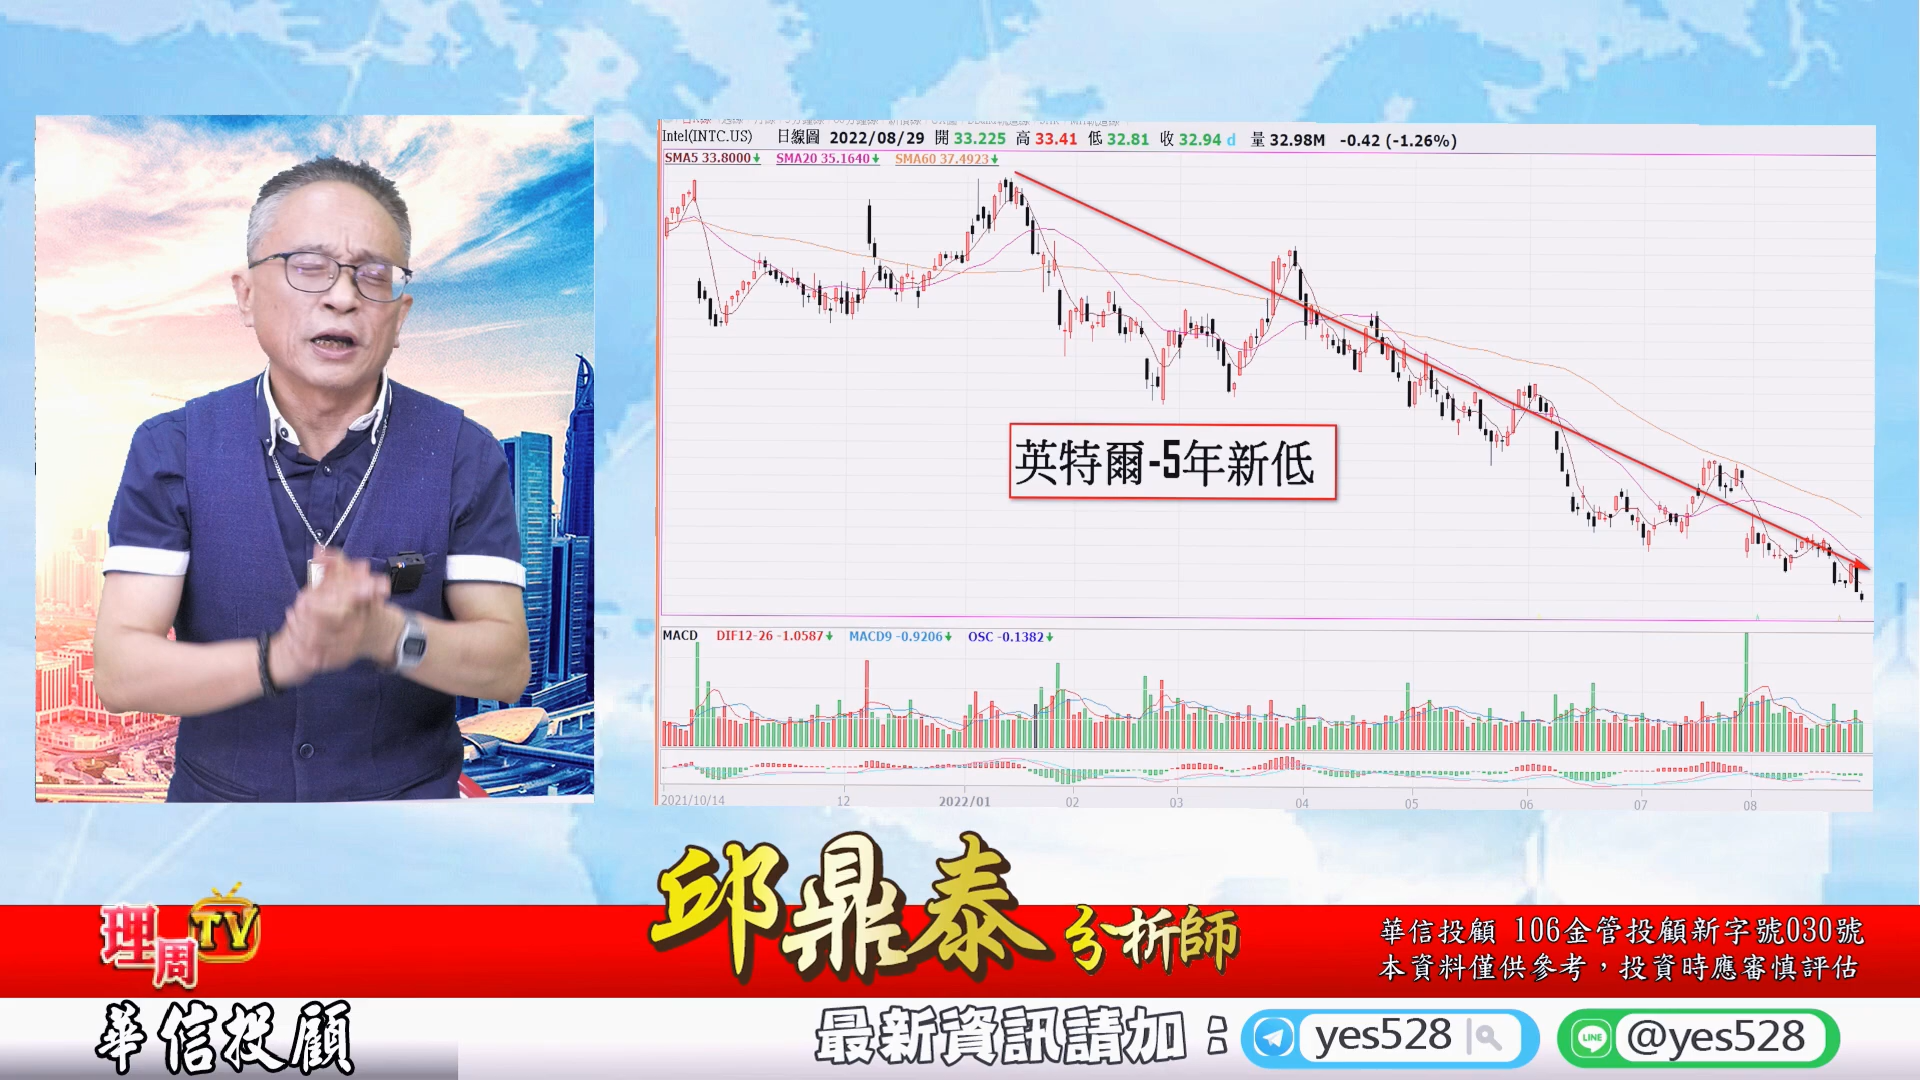 Intel(INTC.US) 日線圖 2022/08/29 開 33.225 高 33.41 低 32.81 收 32.94 d 量 32.98M -0.42 (-1.26%)
SMA5 33.8000↓ SMA20 35.1640↓ SMA60 37.4923↓
英特爾-5年新低
MACD DIF12-26 -1.0587↓ MACD9 -0.9206↓ OSC -0.1382↓
2021/10/14 12 2022/01 02 03 04 05 06 07 08
理周TV
邱鼎泰 分析師
華信投顧 106金管投顧新字號030號
本資料僅供參考，投資時應審慎評估
華信投顧
最新資訊請加：
yes528
LINE
@yes528